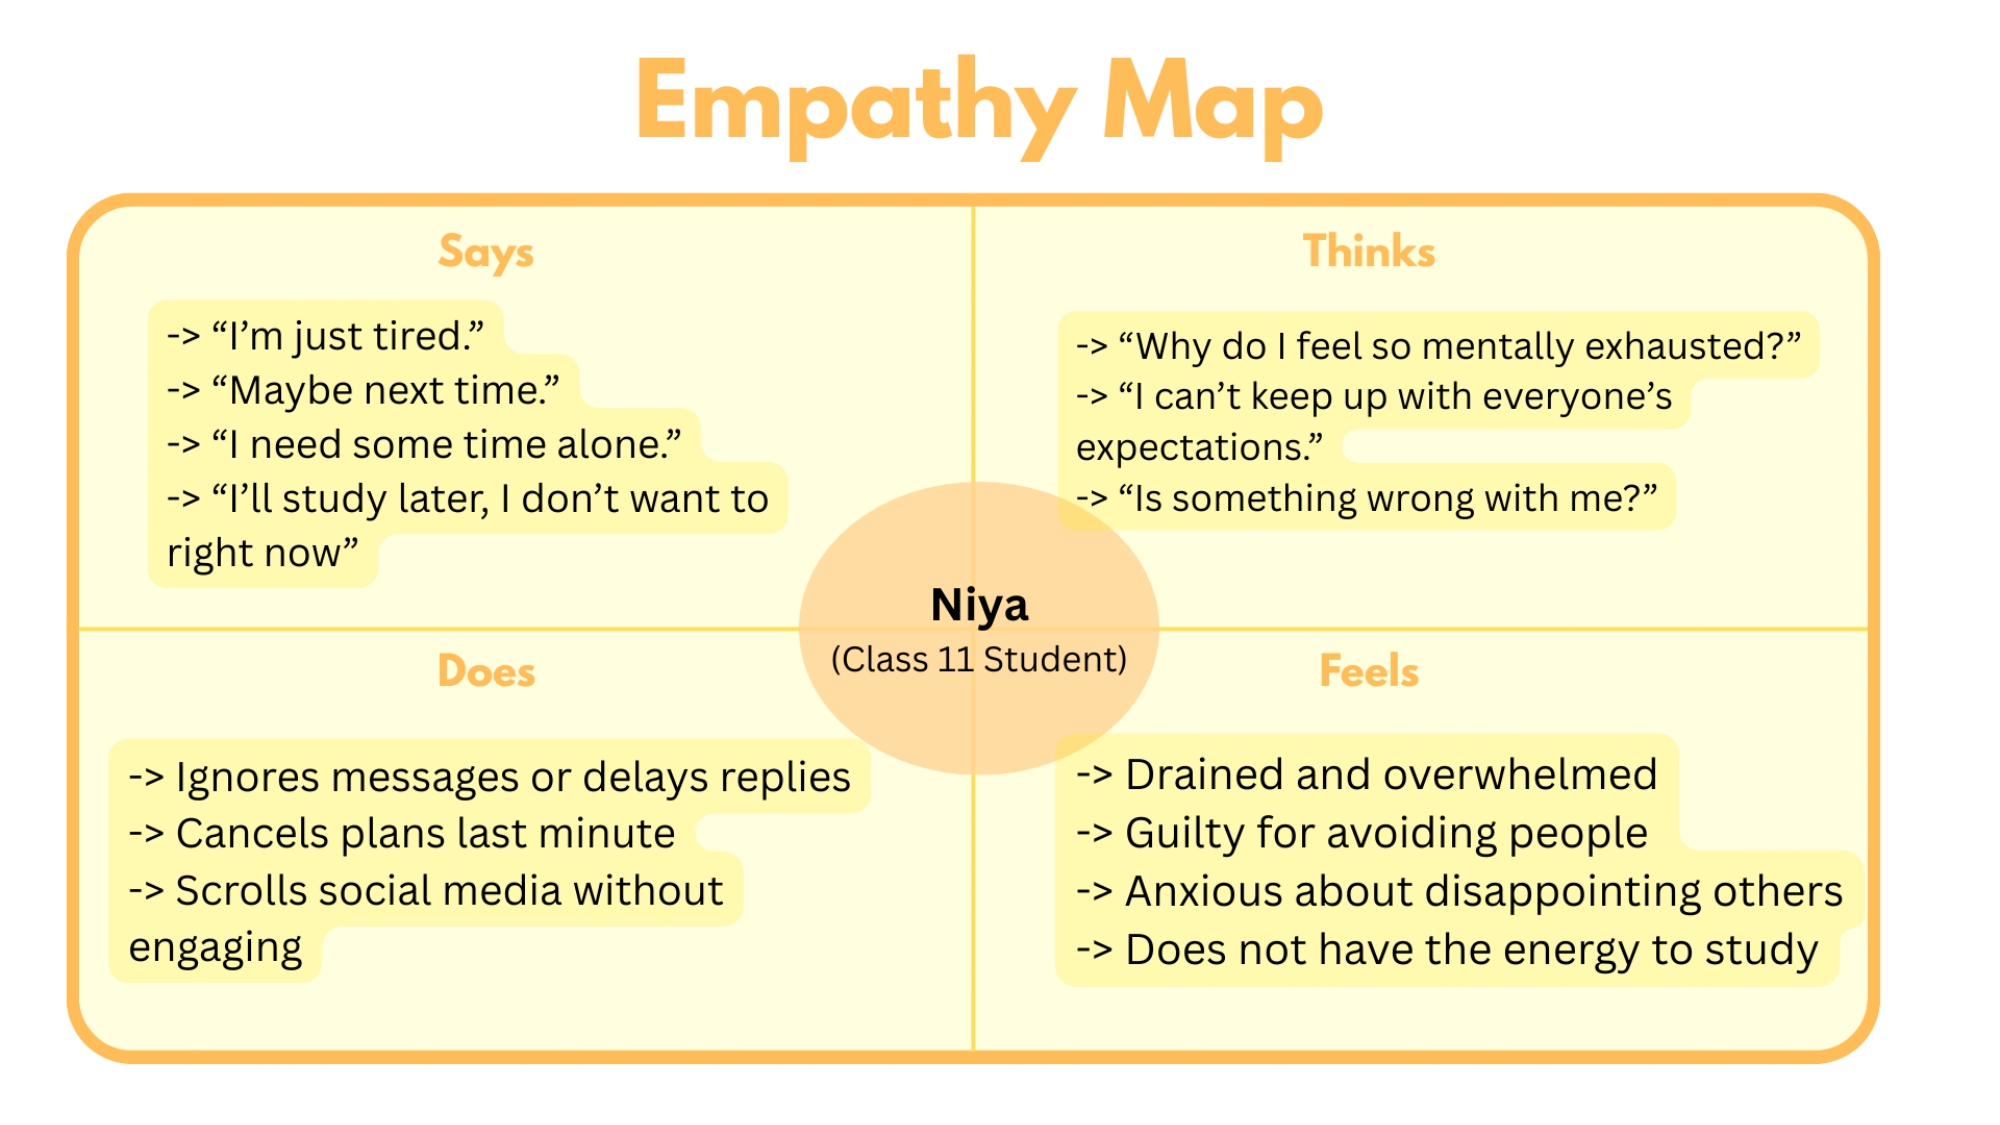 Empathy Map
Says
-> “I’m just tired.”
-> “Maybe next time.”
-> “I need some time alone.”
-> “I’ll study later, I don’t want to
right now”
Thinks
-> “Why do I feel so mentally exhausted?”
-> “I can’t keep up with everyone’s
expectations.”
-> “Is something wrong with me?”
Niya
(Class 11 Student)
Does
-> Ignores messages or delays replies
-> Cancels plans last minute
-> Scrolls social media without
engaging
Feels
-> Drained and overwhelmed
-> Guilty for avoiding people
-> Anxious about disappointing others
-> Does not have the energy to study